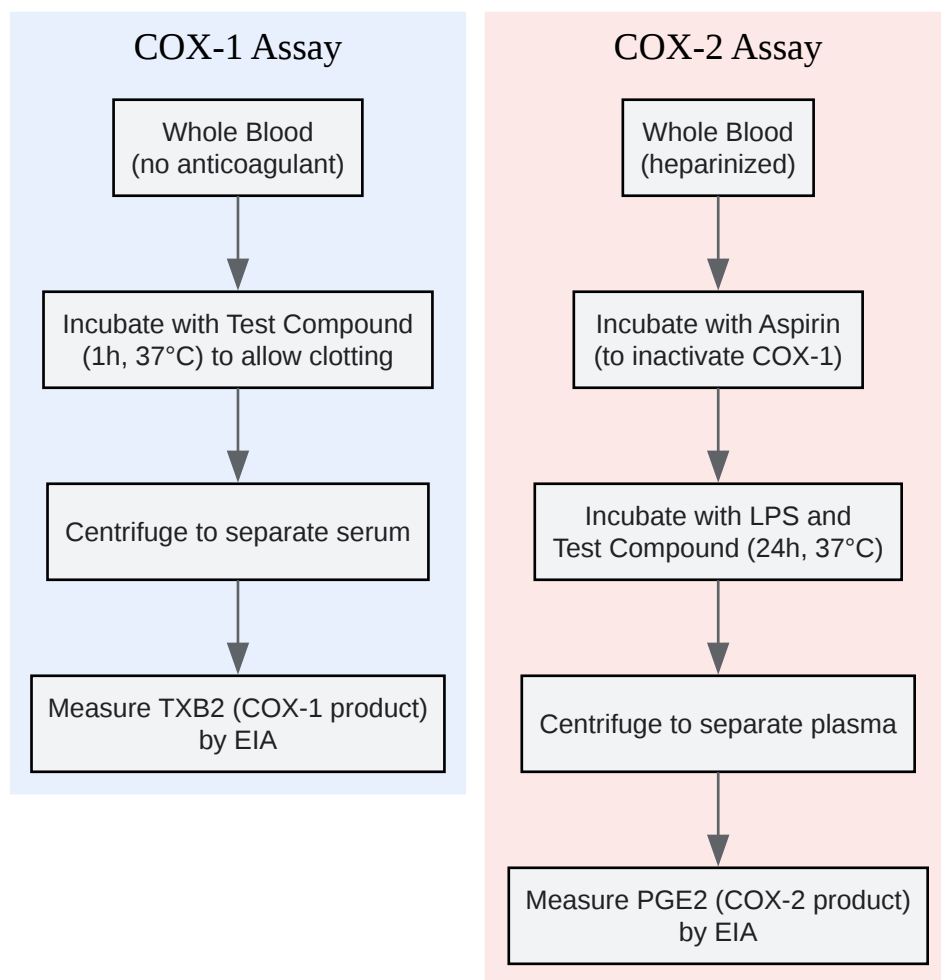 COX-1 Assay
Whole Blood
(no anticoagulant)
Incubate with Test Compound
(1h, 37°C) to allow clotting
Centrifuge to separate serum
Measure TXB2 (COX-1 product)
by EIA
COX-2 Assay
Whole Blood
(heparinized)
Incubate with Aspirin
(to inactivate COX-1)
Incubate with LPS and
Test Compound (24h, 37°C)
Centrifuge to separate plasma
Measure PGE2 (COX-2 product)
by EIA